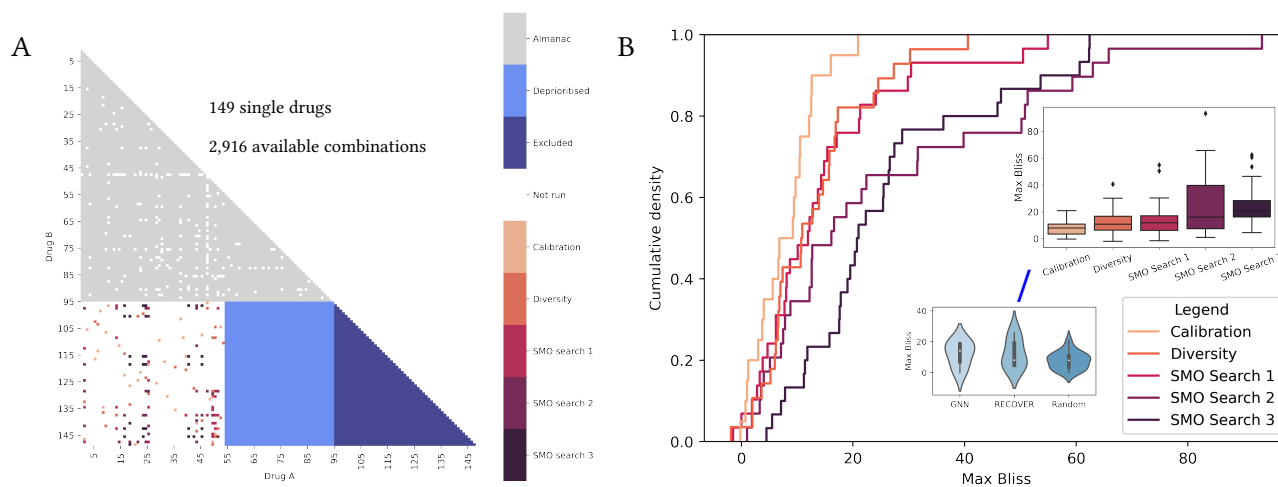 A
149 single drugs
2,916 available combinations
Drug B
5
15
25
35
45
55
65
75
85
95
105
115
125
135
145
5
15
25
35
45
55
65
75
85
95
105
115
125
135
145
Drug A
Almanac
Deprioritised
Excluded
Not run
Calibration
Diversity
SMO search 1
SMO search 2
SMO search 3
B
Cumulative density
1.0
0.8
0.6
0.4
0.2
0.0
0
20
40
60
80
Max Bliss
Max Bliss
80
60
40
20
0
Calibration
Diversity
SMO Search 1
SMO Search 2
SMO Search
Max Bliss
40
20
0
GNN
RECOVER
Random
Legend
Calibration
Diversity
SMO Search 1
SMO Search 2
SMO Search 3